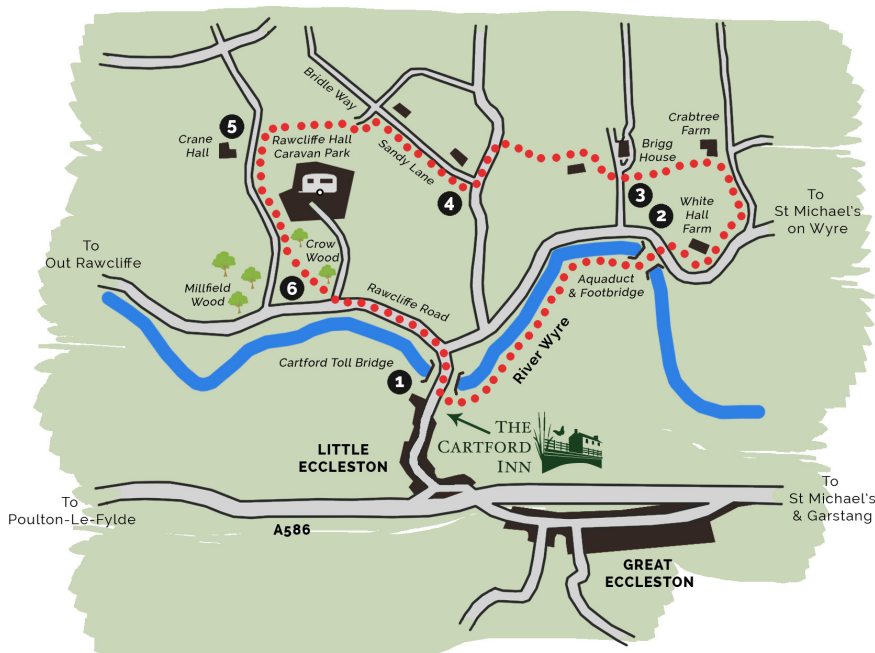 Bridle Way
5
Crane
Hall
Rawcliffe Hall
Caravan Park
Sandy Lane
4
Crabtree
Farm
Brigg
House
3
2
White
Hall
Farm
To
St Michael's
on Wyre
To
Out Rawcliffe
Crow
Wood
Millfield
Wood
6
Rawcliffe Road
Aquaduct
& Footbridge
River Wyre
Cartford Toll Bridge
1
THE
CARTFORD
INN
LITTLE
ECCLESTON
To
Poulton-Le-Fylde
A586
To
St Michael's
& Garstang
GREAT
ECCLESTON